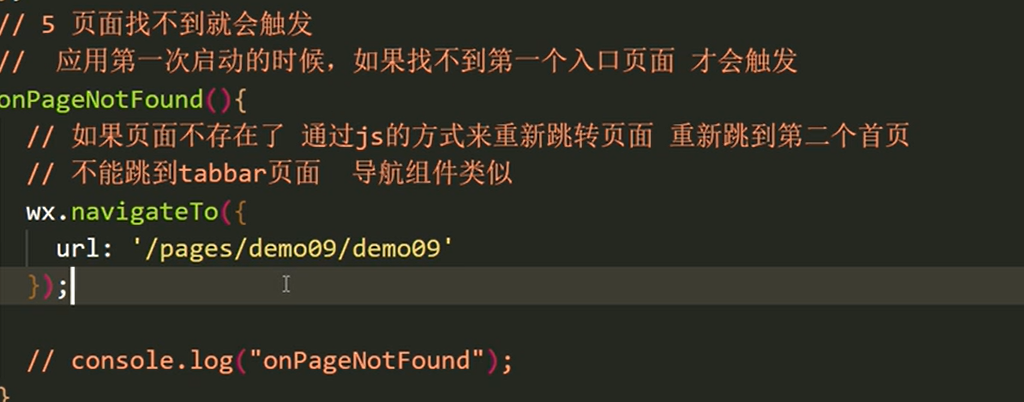 // 5 页面找不到就会触发
//  应用第一次启动的时候，如果找不到第一个入口页面 才会触发
onPageNotFound(){
// 如果页面不存在了 通过js的方式来重新跳转页面 重新跳到第二个首页
// 不能跳到tabbar页面  导航组件类似
wx.navigateTo({
url: '/pages/demo09/demo09'
});
// console.log("onPageNotFound");
}